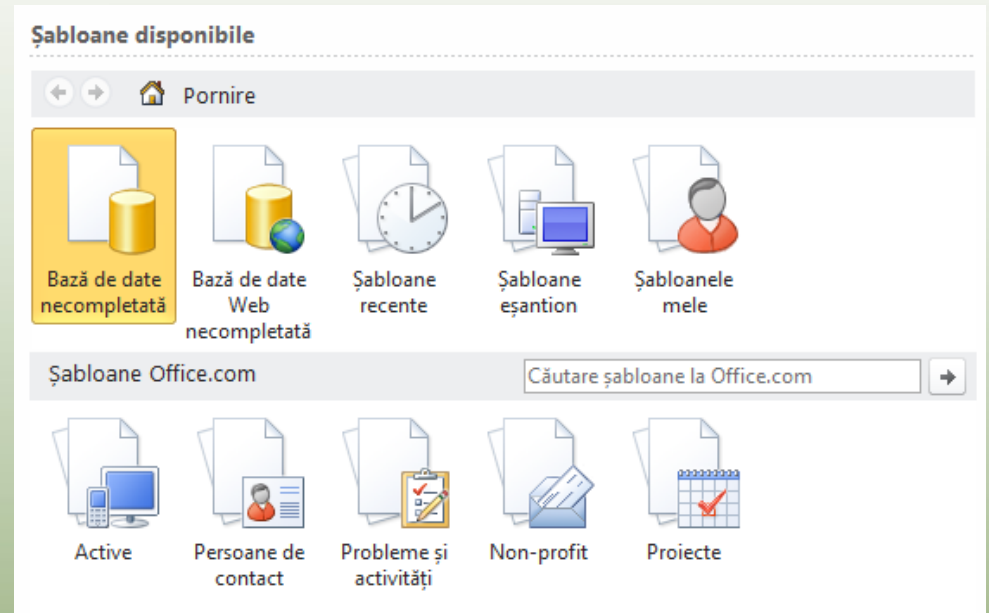 Șabloane disponibile
Pornire
Bază de date
necompletată
Bază de date
Web
necompletată
Șabloane
recente
Șabloane
eșantion
Șabloanele
mele
Șabloane Office.com
Căutare șabloane la Office.com
Active
Persoane de
contact
Probleme și
activități
Non-profit
Proiecte